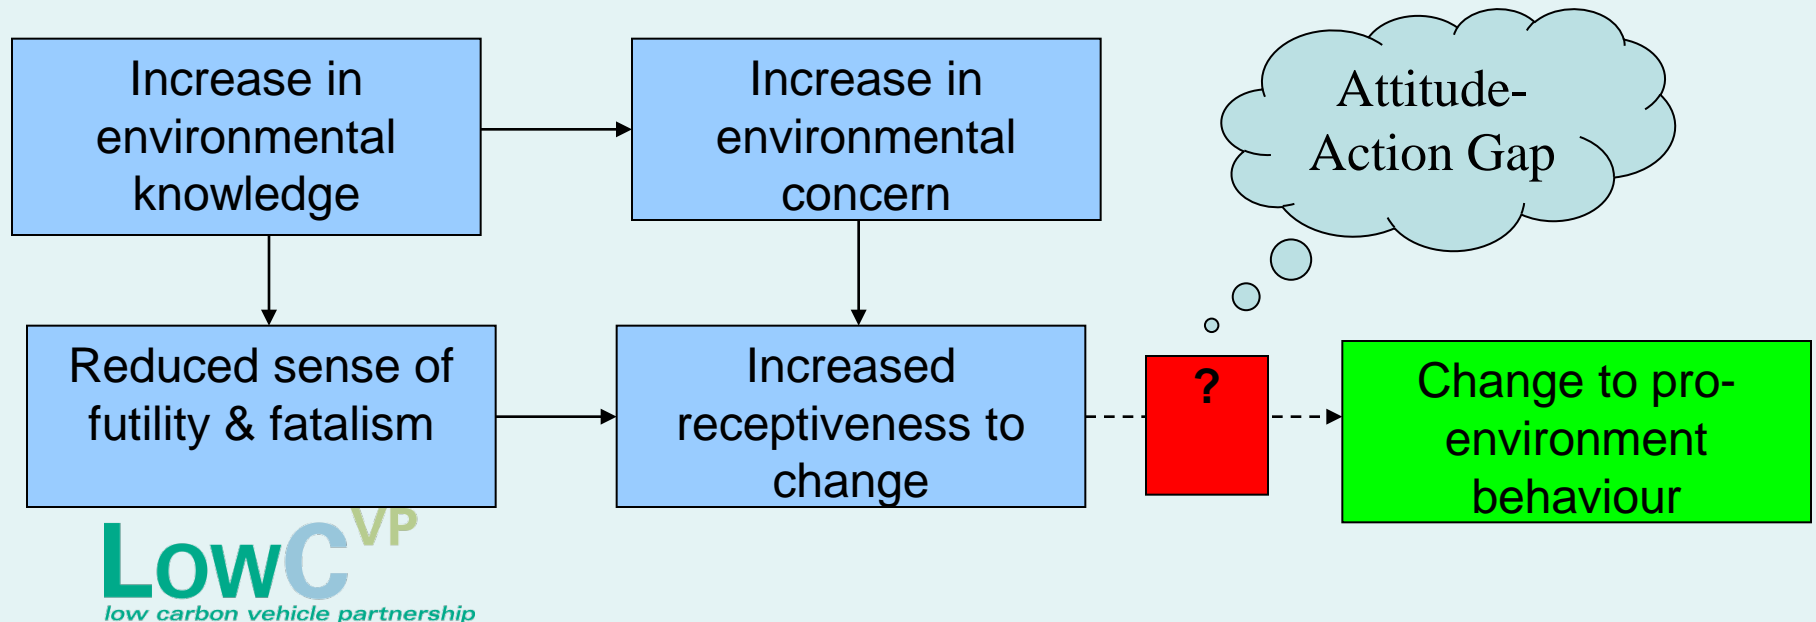 Increase in
environmental
knowledge
Increase in
environmental
concern
Attitude-
Action Gap
Reduced sense of
futility & fatalism
Increased
receptiveness to
change
?
Change to pro-
environment
behaviour
LowCVP
low carbon vehicle partnership